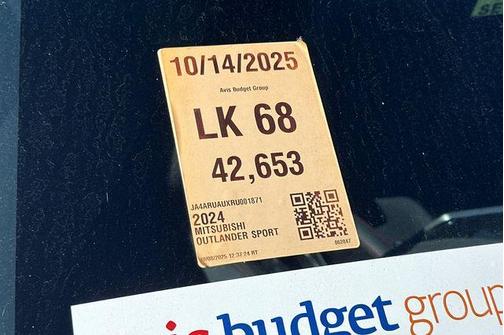 10/14/2025
Avis Budget Group
LK 68
42,653
JA4ARUAUXRU001871
2024
MITSUBISHI
OUTLANDER SPORT
budget group